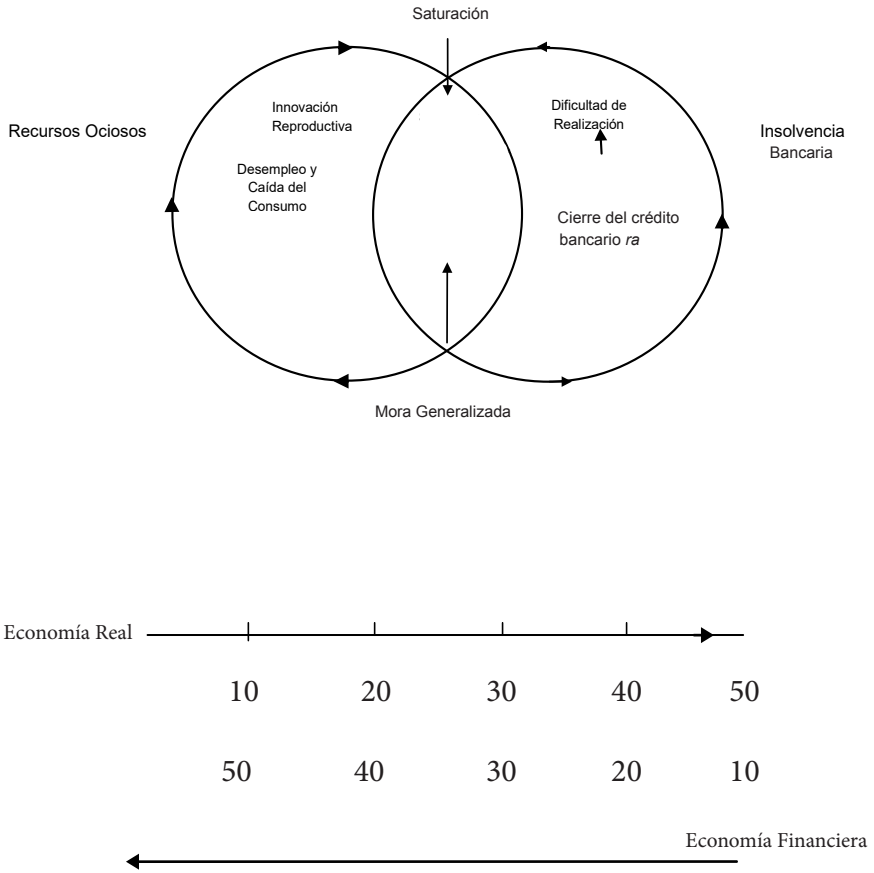 Saturación
Innovación
Reproductiva
Dificultad de
Realización
Recursos Ociosos
Insolvencia
Bancaria
Desempleo y
Caída del
Consumo
Cierre del crédito
bancario ra
Mora Generalizada
Economía Real
10 20 30 40 50
50 40 30 20 10
Economía Financiera